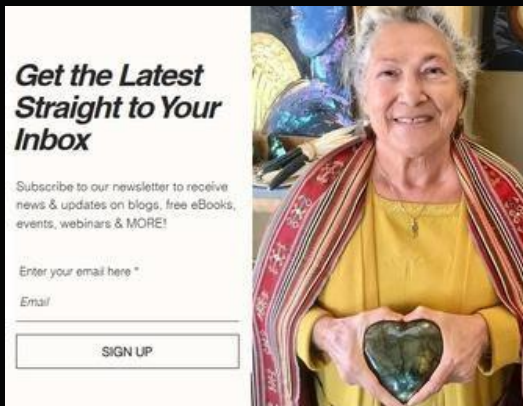 Get the Latest
Straight to Your
Inbox
Subscribe to our newsletter to receive
news & updates on blogs, free eBooks,
events, webinars & MORE!
Enter your email here *
Email
SIGN UP